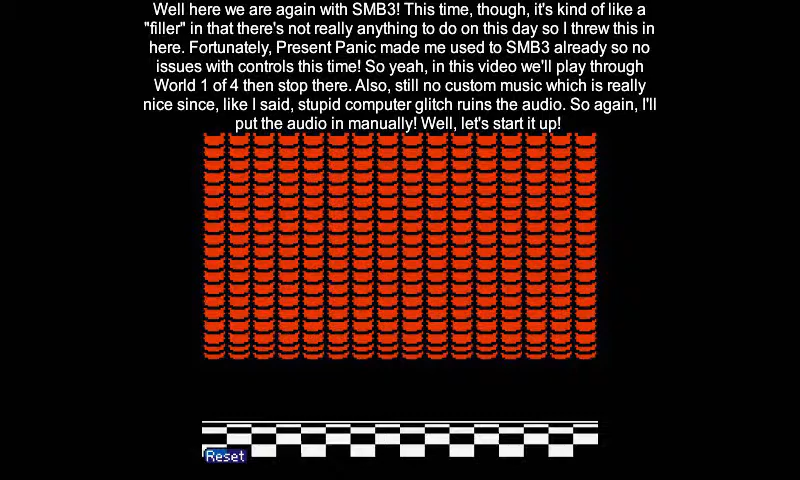 Well here we are again with SMB3! This time, though, it's kind of like a
"filler" in that there's not really anything to do on this day so I threw this in
here. Fortunately, Present Panic made me used to SMB3 already so no
issues with controls this time! So yeah, in this video we'll play through
World 1 of 4 then stop there. Also, still no custom music which is really
nice since, like I said, stupid computer glitch ruins the audio. So again, I'll
put the audio in manually! Well, let's start it up!
Reset